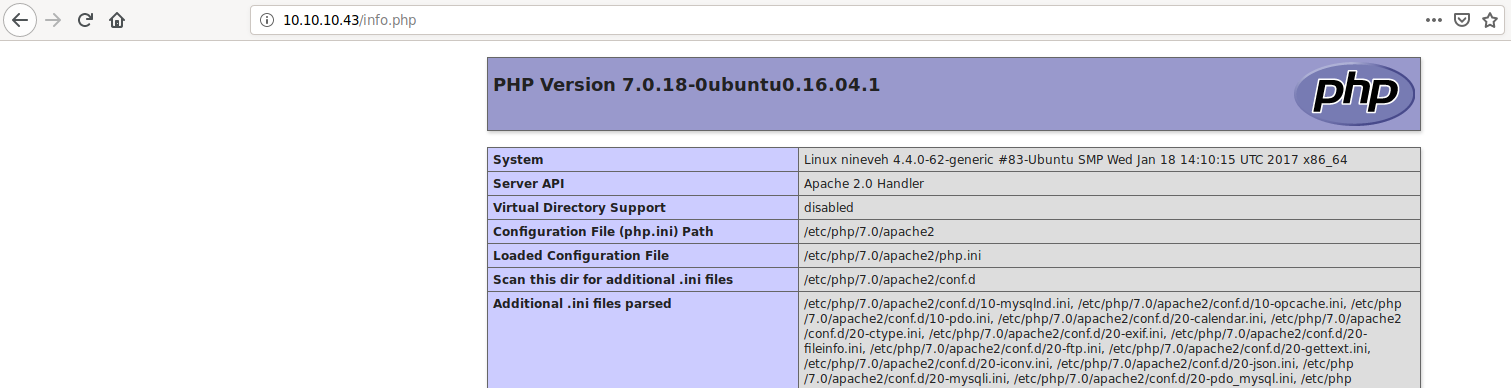 10.10.10.43/info.php
PHP Version 7.0.18-0ubuntu0.16.04.1
php
System Linux nineveh 4.4.0-62-generic #83-Ubuntu SMP Wed Jan 18 14:10:15 UTC 2017 x86_64
Server API Apache 2.0 Handler
Virtual Directory Support disabled
Configuration File (php.ini) Path /etc/php/7.0/apache2
Loaded Configuration File /etc/php/7.0/apache2/php.ini
Scan this dir for additional .ini files /etc/php/7.0/apache2/conf.d
Additional .ini files parsed /etc/php/7.0/apache2/conf.d/10-mysqlnd.ini, /etc/php/7.0/apache2/conf.d/10-opcache.ini, /etc/php
/7.0/apache2/conf.d/10-pdo.ini, /etc/php/7.0/apache2/conf.d/20-calendar.ini, /etc/php/7.0/apache2
/conf.d/20-ctype.ini, /etc/php/7.0/apache2/conf.d/20-exif.ini, /etc/php/7.0/apache2/conf.d/20-
fileinfo.ini, /etc/php/7.0/apache2/conf.d/20-ftp.ini, /etc/php/7.0/apache2/conf.d/20-gettext.ini,
/etc/php/7.0/apache2/conf.d/20-iconv.ini, /etc/php/7.0/apache2/conf.d/20-json.ini, /etc/php
/7.0/apache2/conf.d/20-mysqli.ini, /etc/php/7.0/apache2/conf.d/20-pdo_mysql.ini, /etc/php